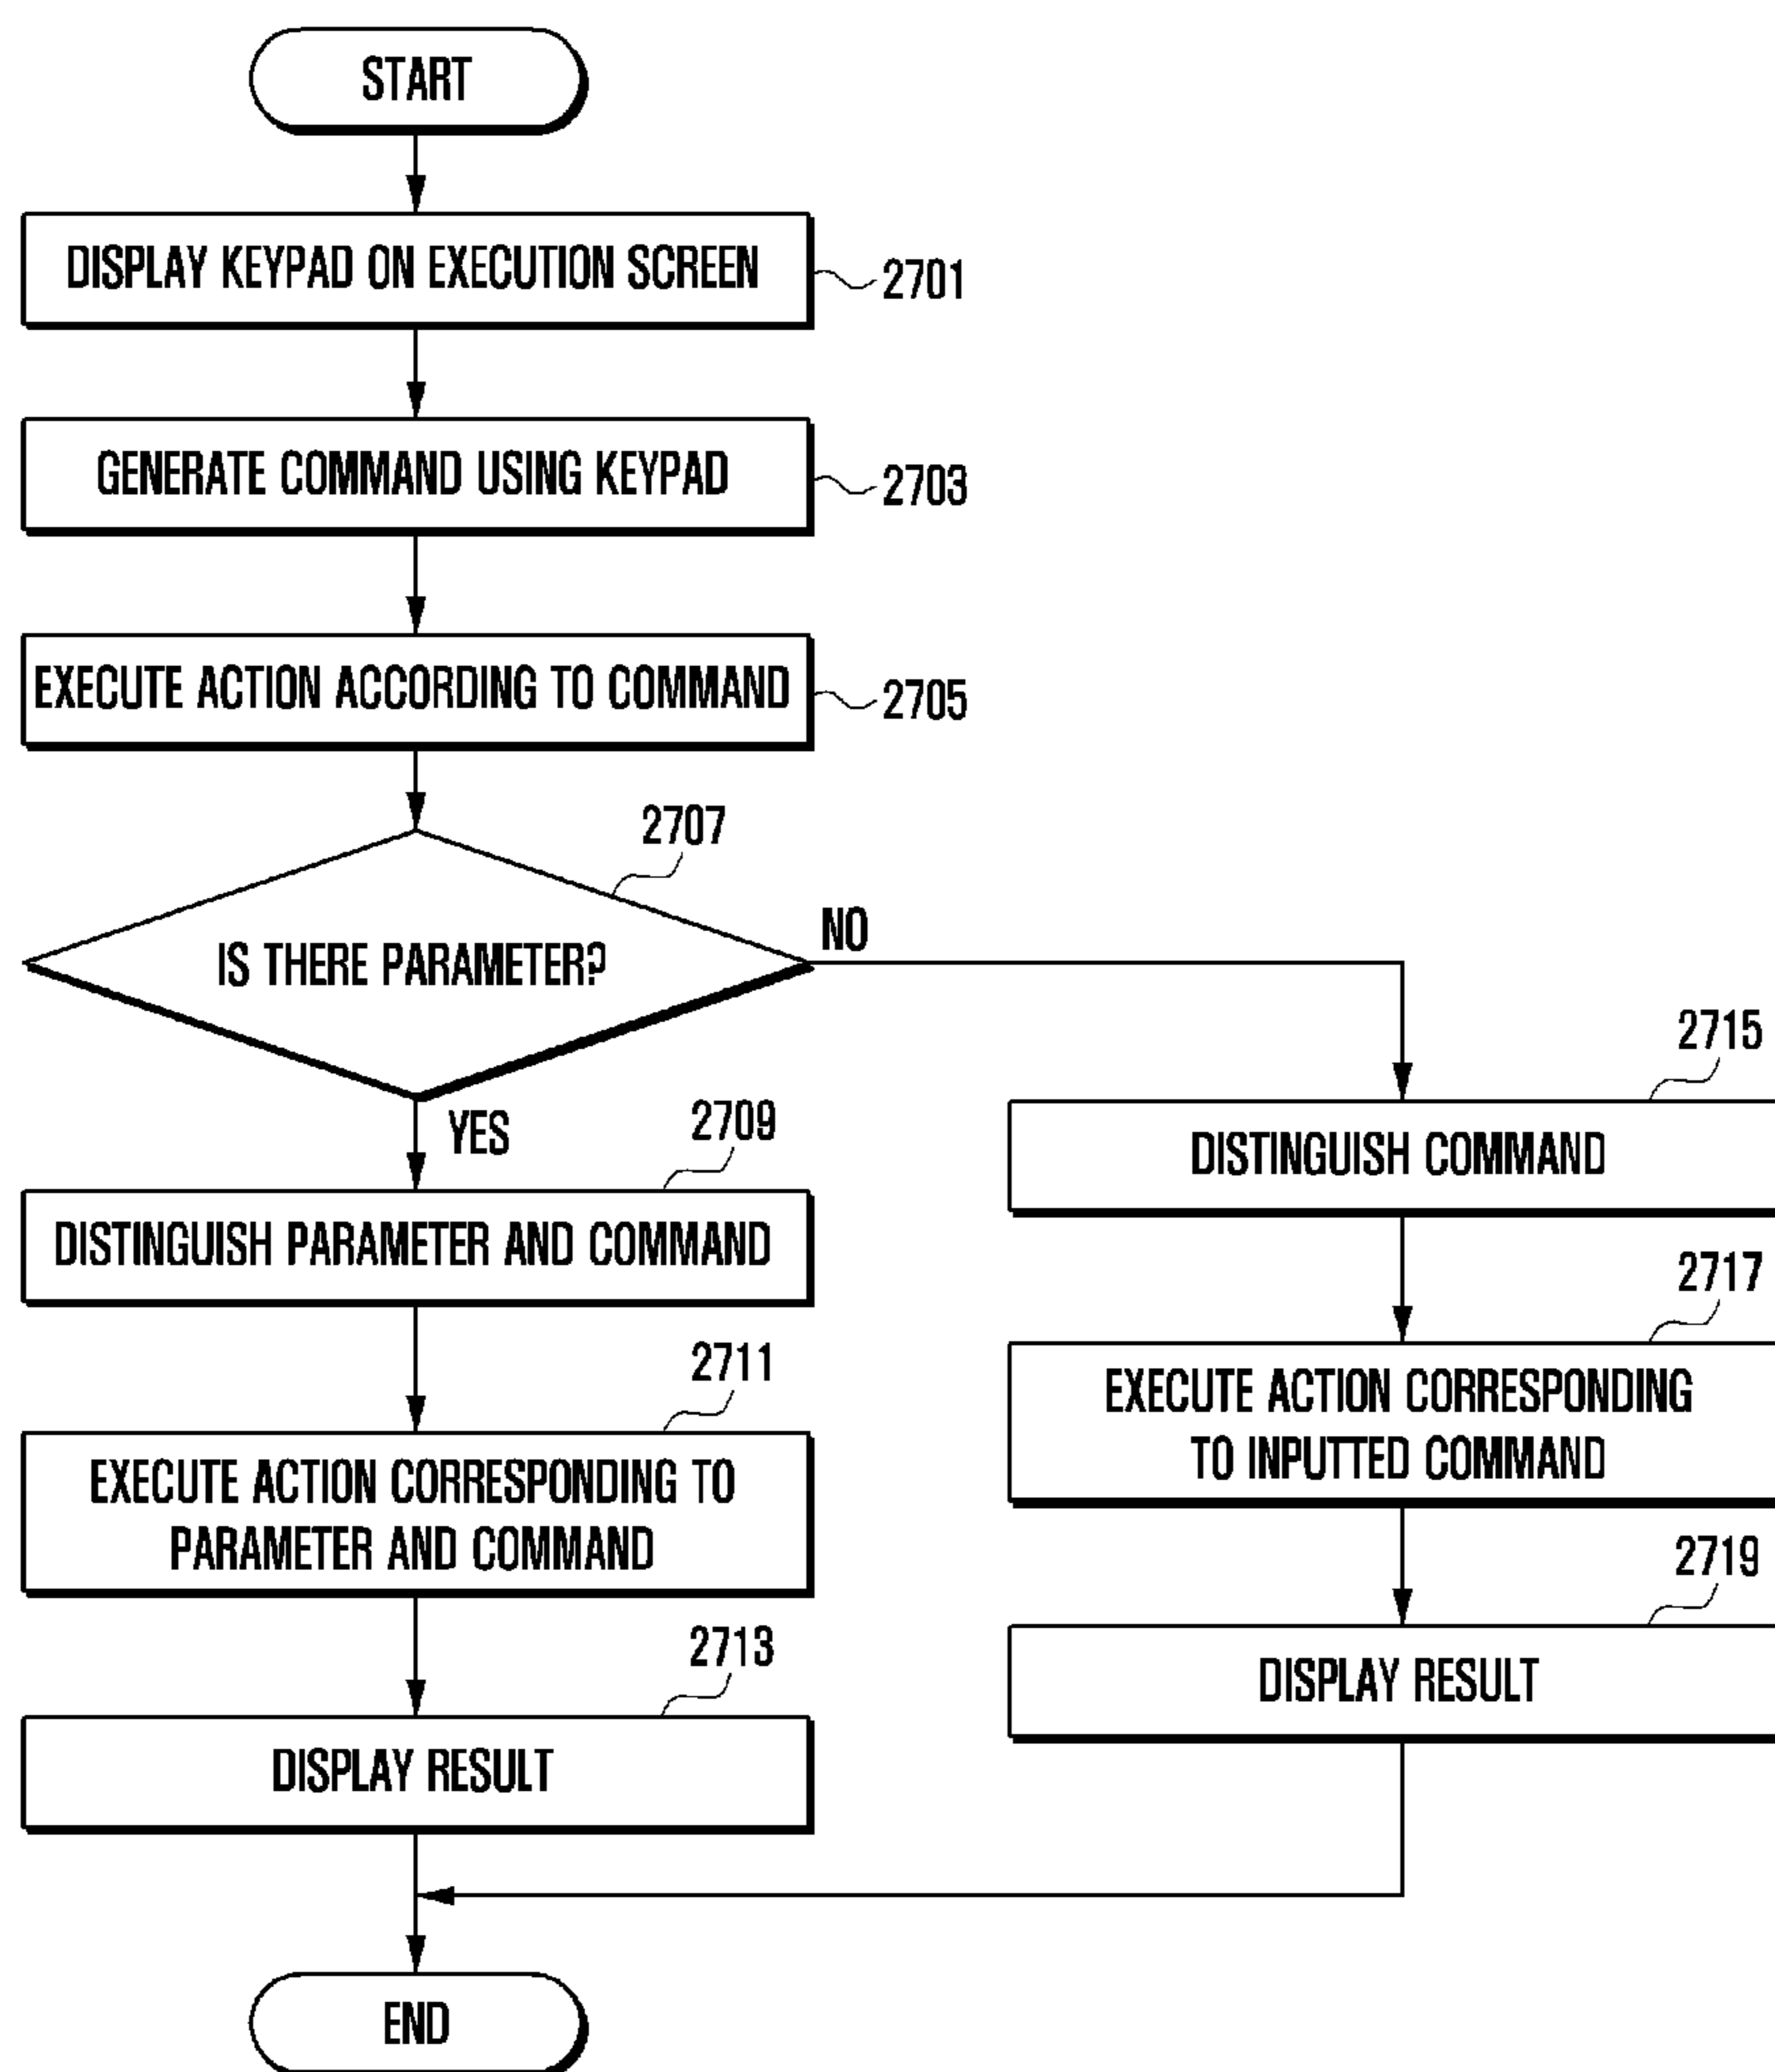 START
DISPLAY KEYPAD ON EXECUTION SCREEN
2701
GENERATE COMMAND USING KEYPAD
2703
EXECUTE ACTION ACCORDING TO COMMAND
2705
2707
IS THERE PARAMETER?
NO
YES
2709
DISTINGUISH PARAMETER AND COMMAND
2711
EXECUTE ACTION CORRESPONDING TO
PARAMETER AND COMMAND
2713
DISPLAY RESULT
2715
DISTINGUISH COMMAND
2717
EXECUTE ACTION CORRESPONDING
TO INPUTTED COMMAND
2719
DISPLAY RESULT
END